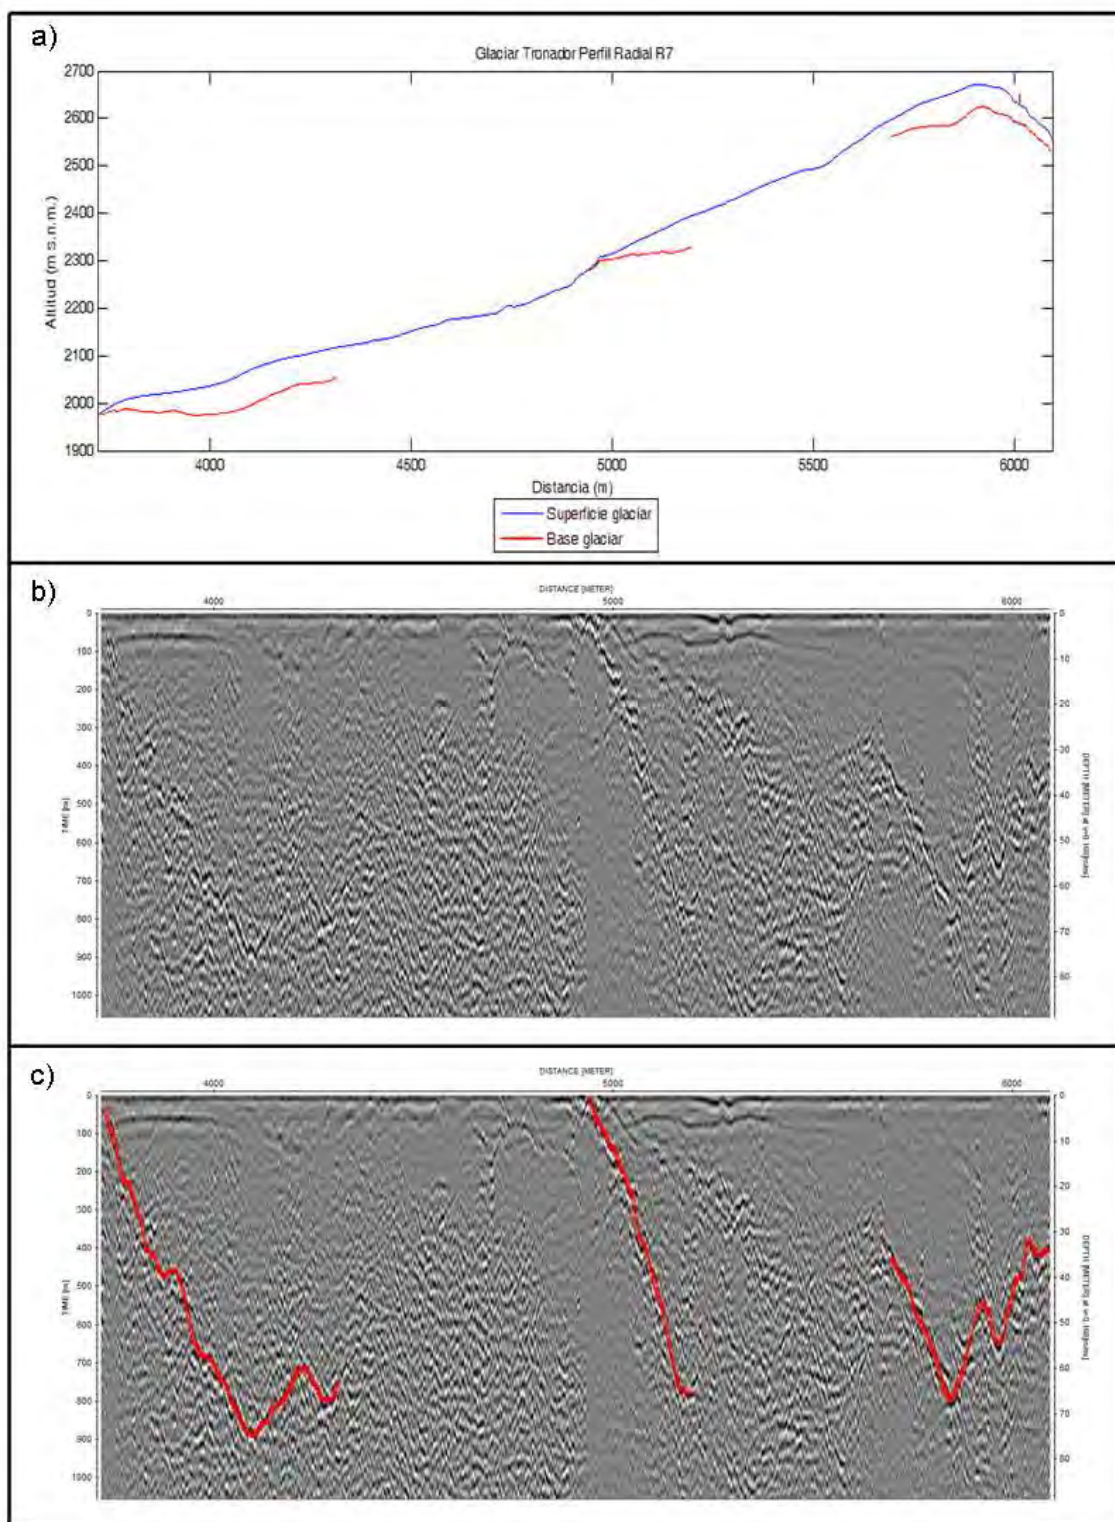 a)
Glaciar Tronador Perfil Radial R7
2700
2600
2500
2400
2300
2200
2100
2000
1900
Altitud (m s.n.m.)
4000 4500 5000 5500 6000
Distancia (m)
Superficie glaciar
Base glaciar
b)
DISTANCE [METER]
4000 5000 6000
0
100
200
300
400
500
600
700
800
900
1000
TIME [ns]
0
10
20
30
40
50
60
70
80
DEPTH [METER]
c)
DISTANCE [METER]
4000 5000 6000
0
100
200
300
400
500
600
700
800
900
1000
TIME [ns]
0
10
20
30
40
50
60
70
80
DEPTH [METER]